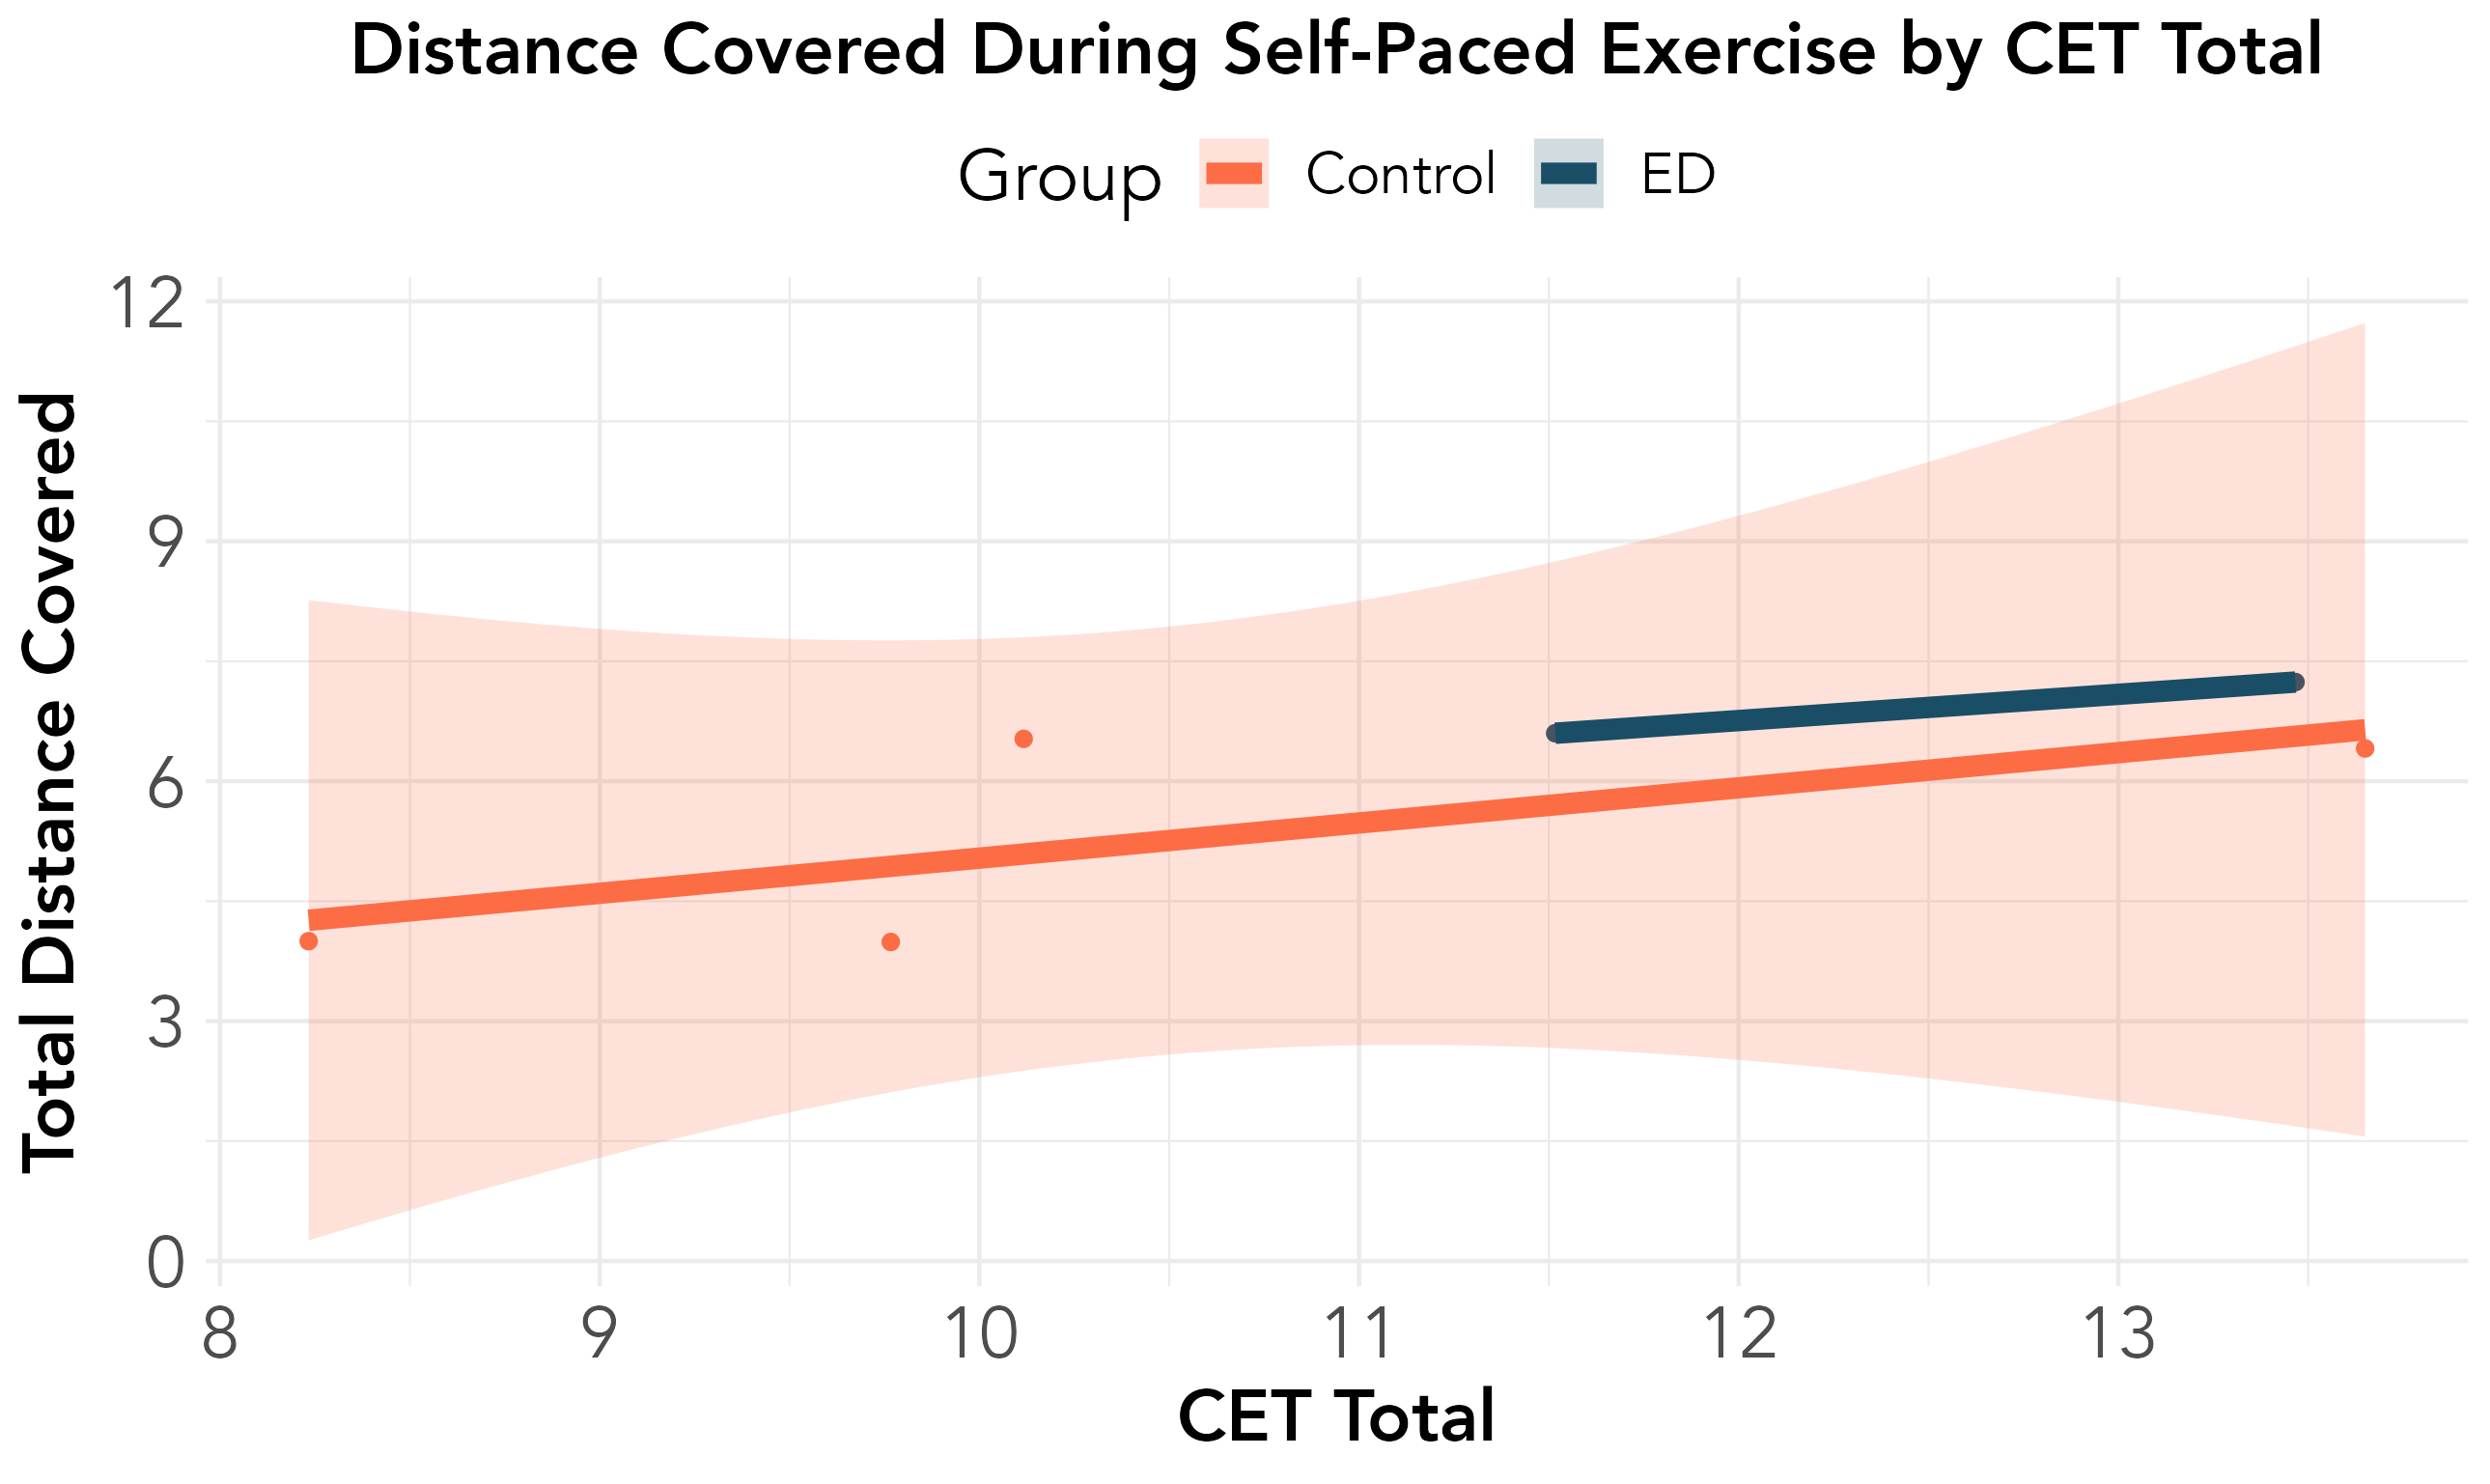 Distance Covered During Self-Paced Exercise by CET Total
Group Control ED
Total Distance Covered
12
9
6
3
0
8 9 10 11 12 13
CET Total